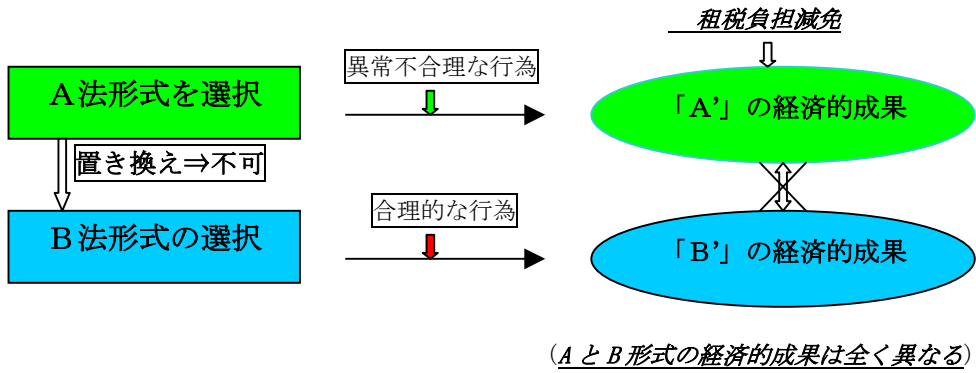 租税負担減免
異常不合理な行為
A法形式を選択
「A’」の経済的成果
置き換え⇒不可
合理的な行為
B法形式の選択
「B’」の経済的成果
(AとB形式の経済的成果は全く異なる)